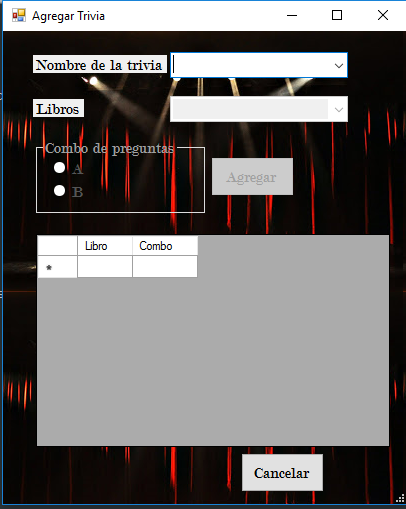 Agregar Trivia
Nombre de la trivia
Libros
Combo de preguntas
A
B
Agregar
Libro Combo
*
Cancelar